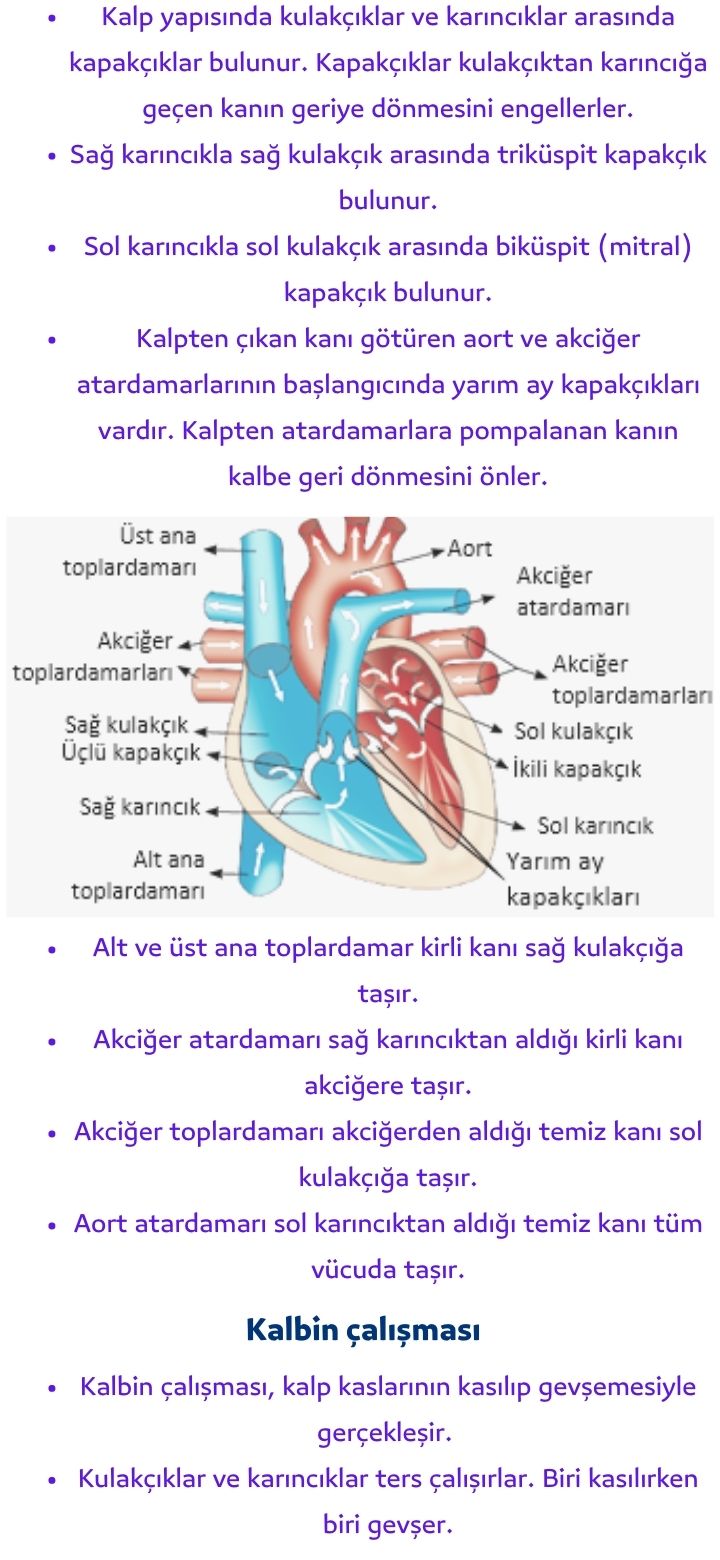 • Kalp yapısında kulakçıklar ve karıncıklar arasında
kapakçıklar bulunur. Kapakçıklar kulakçıktan karıncığa
geçen kanın geriye dönmesini engellerler.
• Sağ karıncıkla sağ kulakçık arasında triküspit kapakçık
bulunur.
• Sol karıncıkla sol kulakçık arasında biküspit (mitral)
kapakçık bulunur.
• Kalpten çıkan kanı götüren aort ve akciğer
atardamarlarının başlangıcında yarım ay kapakçıkları
vardır. Kalpten atardamarlara pompalanan kanın
kalbe geri dönmesini önler.
Üst ana
toplardamarı
Akciğer
toplardamarları
Sağ kulakçık
Üçlü kapakçık
Sağ karıncık
Alt ana
toplardamarı
Aort
Akciğer
atardamarı
Akciğer
toplardamarları
Sol kulakçık
İkili kapakçık
Sol karıncık
Yarım ay
kapakçıkları
• Alt ve üst ana toplardamar kirli kanı sağ kulakçığa
taşır.
• Akciğer atardamarı sağ karıncıktan aldığı kirli kanı
akciğere taşır.
• Akciğer toplardamarı akciğerden aldığı temiz kanı sol
kulakçığa taşır.
• Aort atardamarı sol karıncıktan aldığı temiz kanı tüm
vücuda taşır.
Kalbin çalışması
• Kalbin çalışması, kalp kaslarının kasılıp gevşemesiyle
gerçekleşir.
• Kulakçıklar ve karıncıklar ters çalışırlar. Biri kasılırken
biri gevşer.